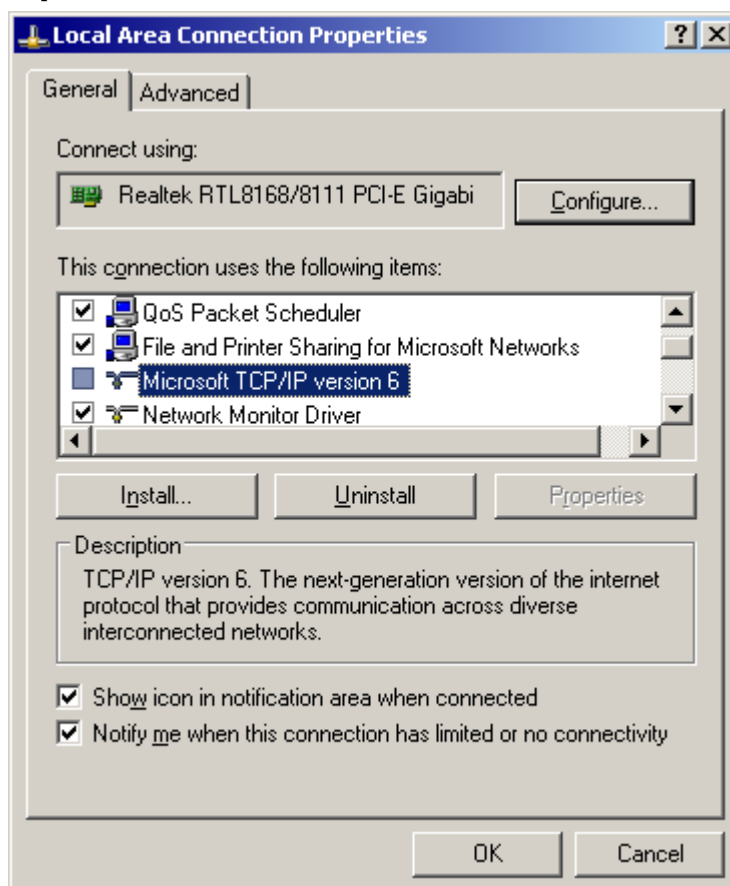 Local Area Connection Properties
General
Advanced
Connect using:
Realtek RTL8168/8111 PCI-E Gigabi
Configure...
This connection uses the following items:
QoS Packet Scheduler
File and Printer Sharing for Microsoft Networks
Microsoft TCP/IP version 6
Network Monitor Driver
Install...
Uninstall
Properties
Description
TCP/IP version 6. The next-generation version of the internet
protocol that provides communication across diverse
interconnected networks.
Show icon in notification area when connected
Notify me when this connection has limited or no connectivity
OK
Cancel